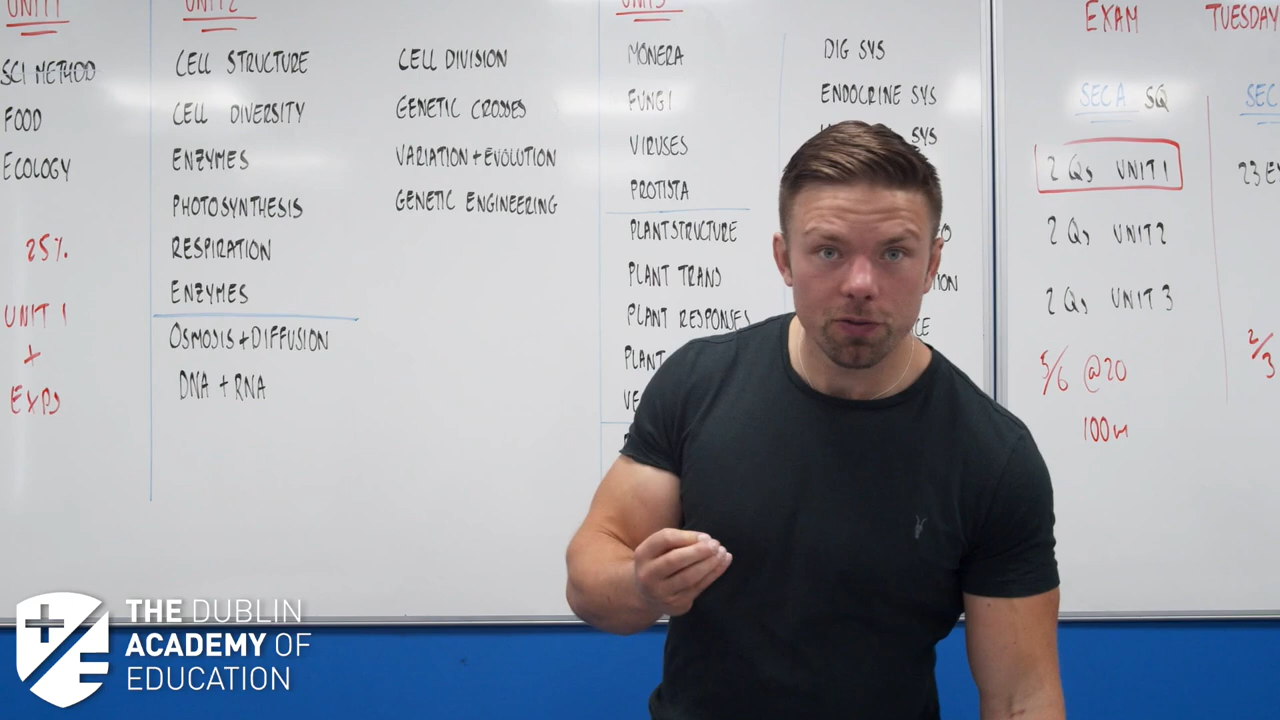 UNIT1
SCI METHOD
FOOD
ECOLOGY
25%
UNIT 1
+
EXPS
UNIT2
CELL STRUCTURE
CELL DIVERSITY
ENZYMES
PHOTOSYNTHESIS
RESPIRATION
ENZYMES
OSMOSIS + DIFFUSION
DNA + RNA
CELL DIVISION
GENETIC CROSSES
VARIATION + EVOLUTION
GENETIC ENGINEERING
UNIT3
MONERA
FUNGI
VIRUSES
PROTISTA
PLANT STRUCTURE
PLANT TRANS
PLANT RESPONSES
PLANT
DIG SYS
ENDOCRINE SYS
SYS
EXAM
SEC A SQ
2 Qs UNIT 1
2 Qs UNIT 2
2 Qs UNIT 3
5/6 @20
100m
TUESDAY
SEC
23
2/3
THE DUBLIN
ACADEMY OF
EDUCATION